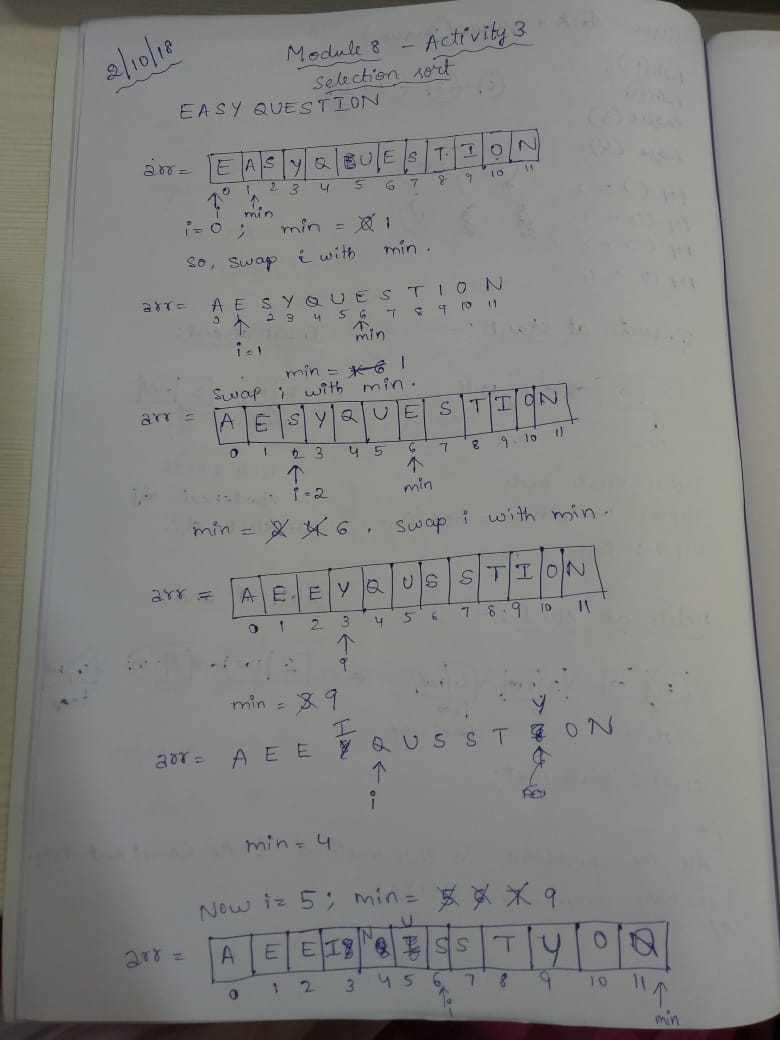 2/10/18
Module 8 - Activity 3
Selection sort
EASY QUESTION
arr = E A S Y Q U E S T I O N
0 1 2 3 4 5 6 7 8 9 10 11
i min
i = 0 ; min = 0 1
So, swap i with min.
arr = A E S Y Q U E S T I O N
0 1 2 3 4 5 6 7 8 9 10 11
i=1 min
min = 1 6 1
Swap i with min.
arr = A E S Y Q U E S T I O N
0 1 2 3 4 5 6 7 8 9 10 11
i=2 min
min = 2 4 6 . Swap i with min.
arr = A E E Y Q U S S T I O N
0 1 2 3 4 5 6 7 8 9 10 11
i
min = 3 9
I Y
arr = A E E Q U S S T O N
i
min = 4
Now i = 5; min = 5 6 7 9
N U
arr = A E E I S S T Y O Q
0 1 2 3 4 5 6 7 8 9 10 11
i min